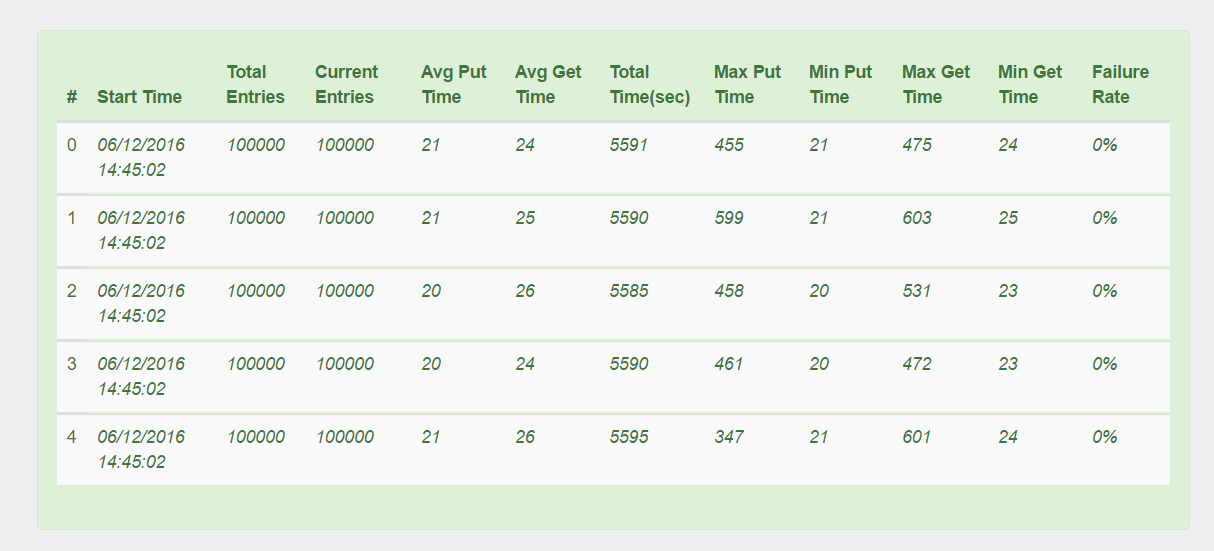 # Start Time Total Entries Current Entries Avg Put Time Avg Get Time Total Time(sec) Max Put Time Min Put Time Max Get Time Min Get Time Failure Rate
0 06/12/2016 14:45:02 100000 100000 21 24 5591 455 21 475 24 0%
1 06/12/2016 14:45:02 100000 100000 21 25 5590 599 21 603 25 0%
2 06/12/2016 14:45:02 100000 100000 20 26 5585 458 20 531 23 0%
3 06/12/2016 14:45:02 100000 100000 20 24 5590 461 20 472 23 0%
4 06/12/2016 14:45:02 100000 100000 21 26 5595 347 21 601 24 0%